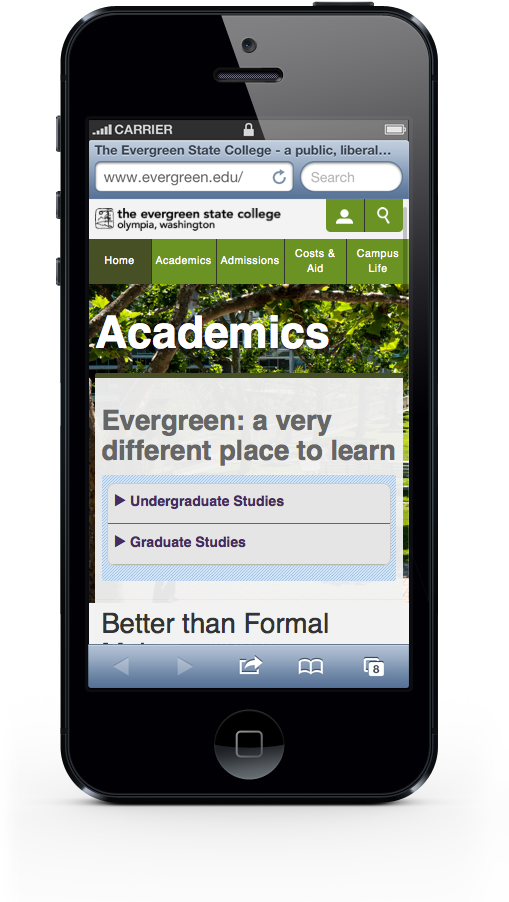 CARRIER
The Evergreen State College - a public, liberal...
www.evergreen.edu/ Search
the evergreen state college
olympia, washington
Home Academics Admissions Costs & Aid Campus Life
Academics
Evergreen: a very
different place to learn
Undergraduate Studies
Graduate Studies
Better than Formal
8